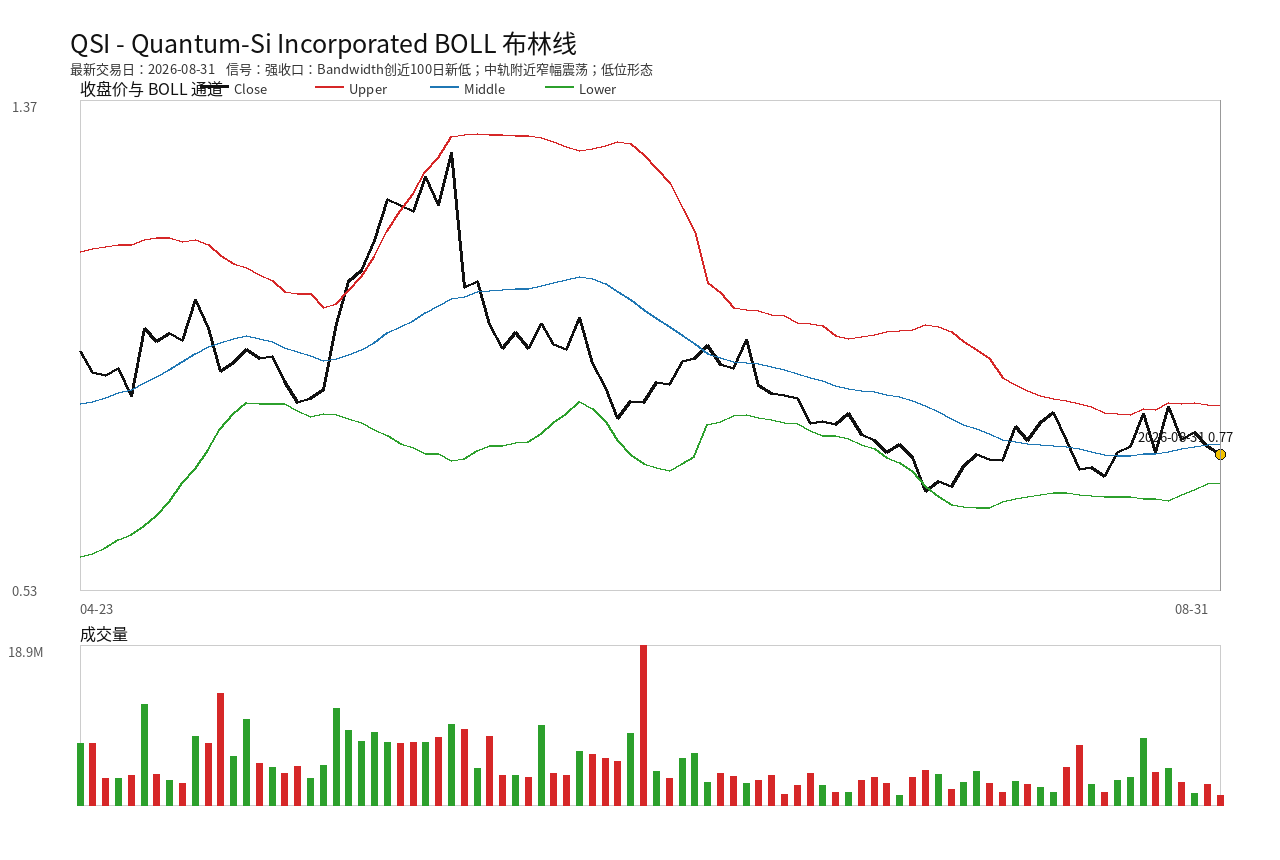 QSI - Quantum-Si Incorporated BOLL 布林线
最新交易日：2026-08-31 信号：强收口：Bandwidth创近100日新低；中轨附近窄幅震荡；低位形态
收盘价与 BOLL 通道 Close Upper Middle Lower
1.37
2026-08-31 0.77
0.53
04-23 08-31
成交量
18.9M